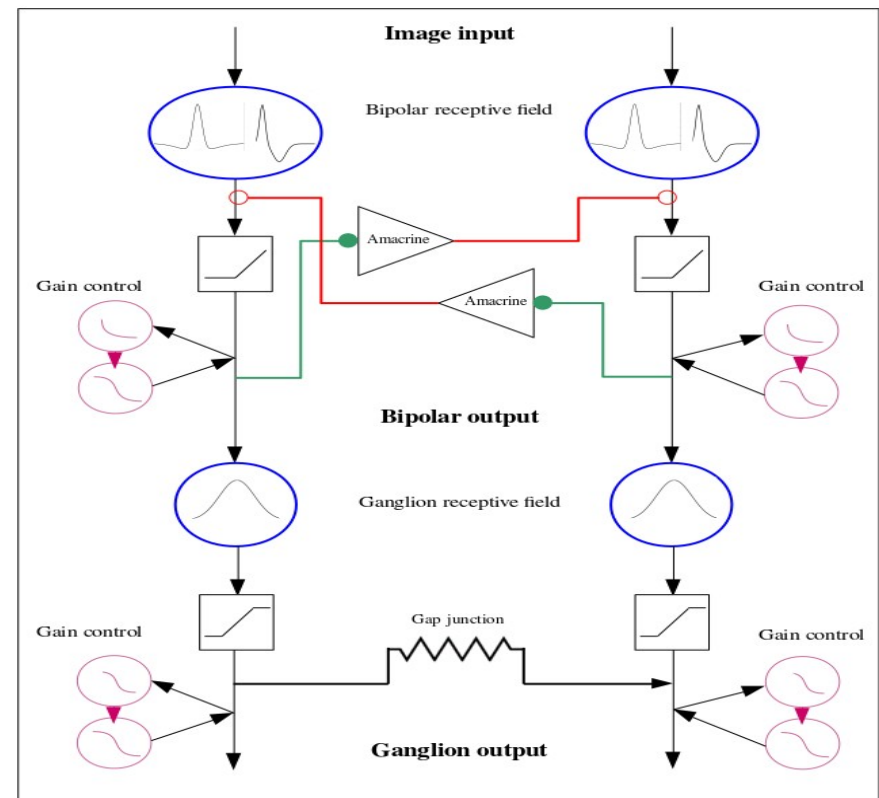 Image input
Bipolar receptive field
Amacrine
Gain control
Gain control
Amacrine
Bipolar output
Ganglion receptive field
Gap junction
Gain control
Gain control
Ganglion output